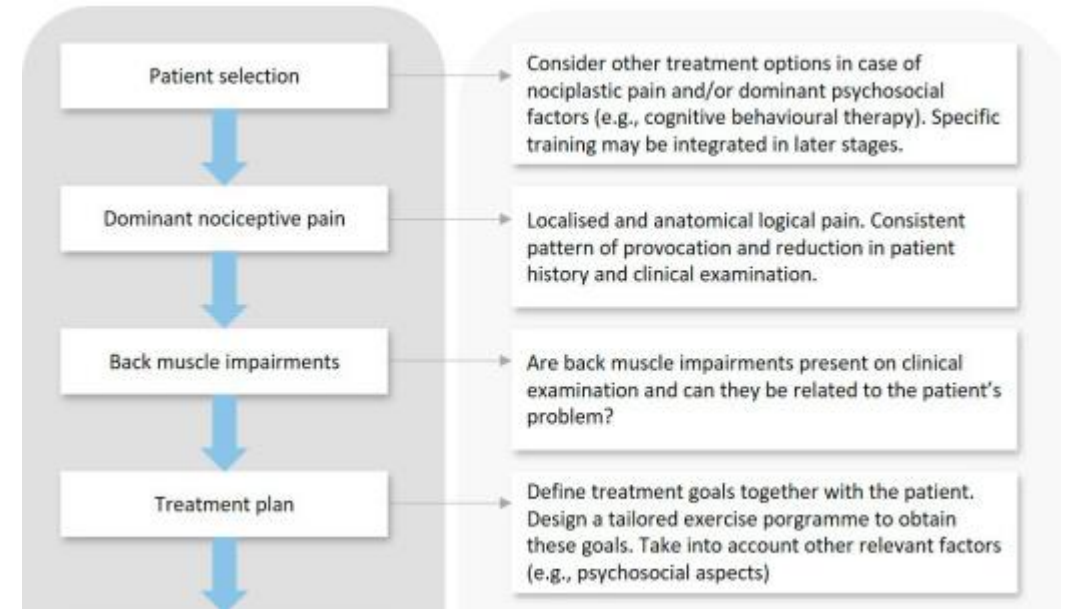 Patient selection
Consider other treatment options in case of
nociplastic pain and/or dominant psychosocial
factors (e.g., cognitive behavioural therapy). Specific
training may be integrated in later stages.
Dominant nociceptive pain
Localised and anatomical logical pain. Consistent
pattern of provocation and reduction in patient
history and clinical examination.
Back muscle impairments
Are back muscle impairments present on clinical
examination and can they be related to the patient's
problem?
Treatment plan
Define treatment goals together with the patient.
Design a tailored exercise porgramme to obtain
these goals. Take into account other relevant factors
(e.g., psychosocial aspects)